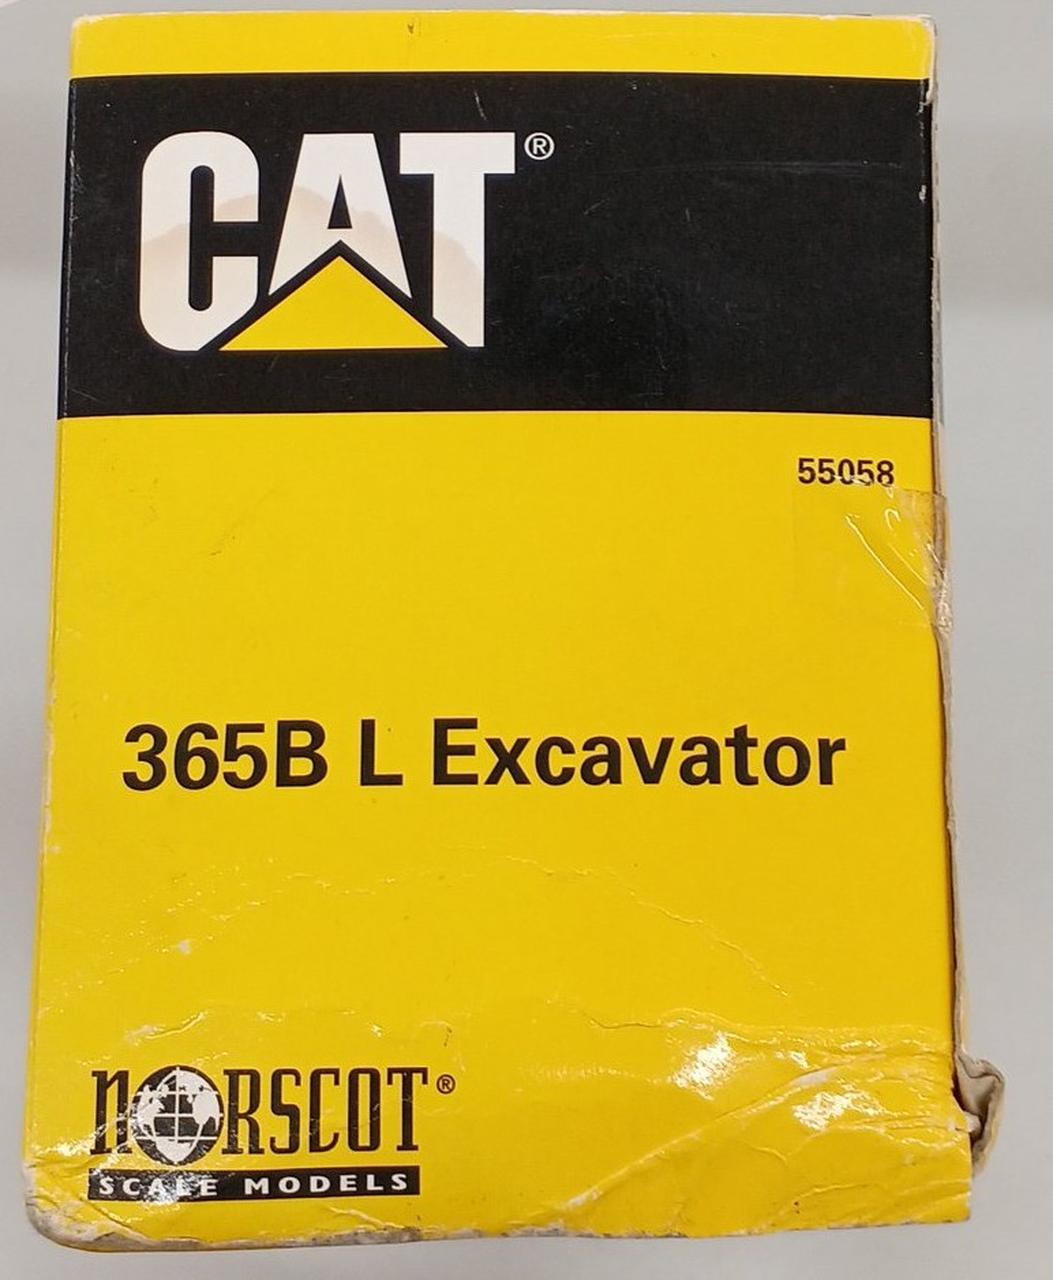 CAT®
55058
365B L Excavator
NORSCOT®
SCALE MODELS